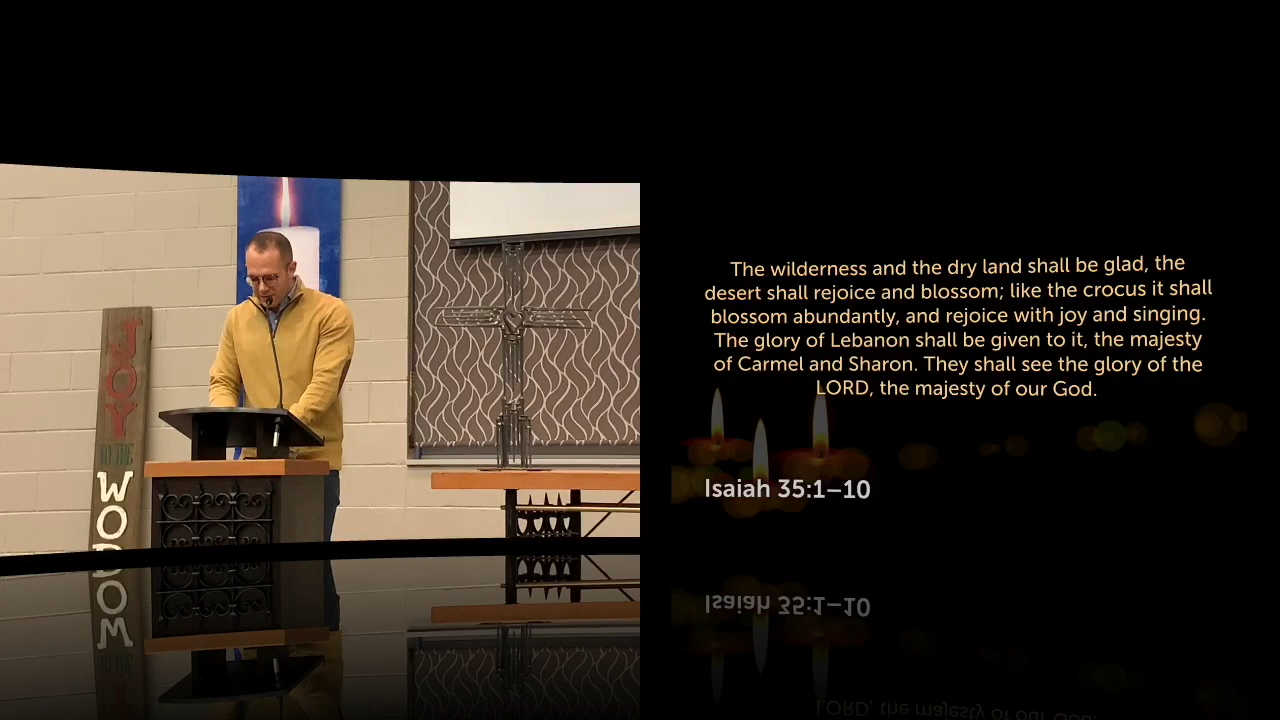 JOY
TO THE
WO
The wilderness and the dry land shall be glad, the
desert shall rejoice and blossom; like the crocus it shall
blossom abundantly, and rejoice with joy and singing.
The glory of Lebanon shall be given to it, the majesty
of Carmel and Sharon. They shall see the glory of the
LORD, the majesty of our God.
Isaiah 35:1–10